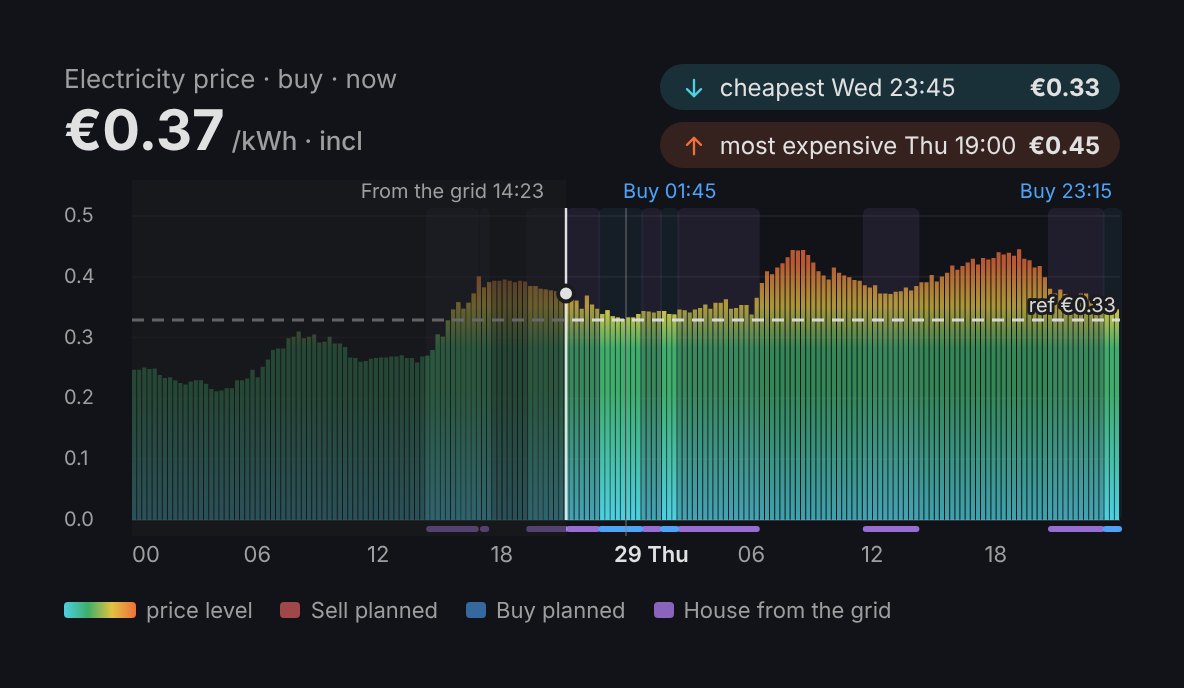 Electricity price · buy · now
€0.37 /kWh · incl
↓ cheapest Wed 23:45 €0.33
↑ most expensive Thu 19:00 €0.45
From the grid 14:23
Buy 01:45
Buy 23:15
0.5
0.4
0.3
0.2
0.1
0.0
ref €0.33
00 06 12 18 29 Thu 06 12 18
price level
Sell planned
Buy planned
House from the grid